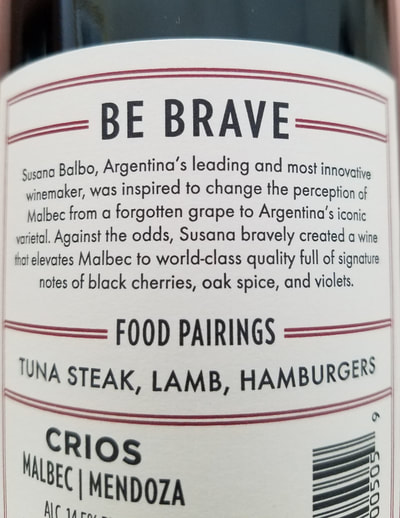 BE BRAVE
Susana Balbo, Argentina's leading and most innovative
winemaker, was inspired to change the perception of
Malbec from a forgotten grape to Argentina's iconic
varietal. Against the odds, Susana bravely created a wine
that elevates Malbec to world-class quality full of signature
notes of black cherries, oak spice, and violets.
FOOD PAIRINGS
TUNA STEAK, LAMB, HAMBURGERS
CRIOS
MALBEC | MENDOZA
ALC 14.5%